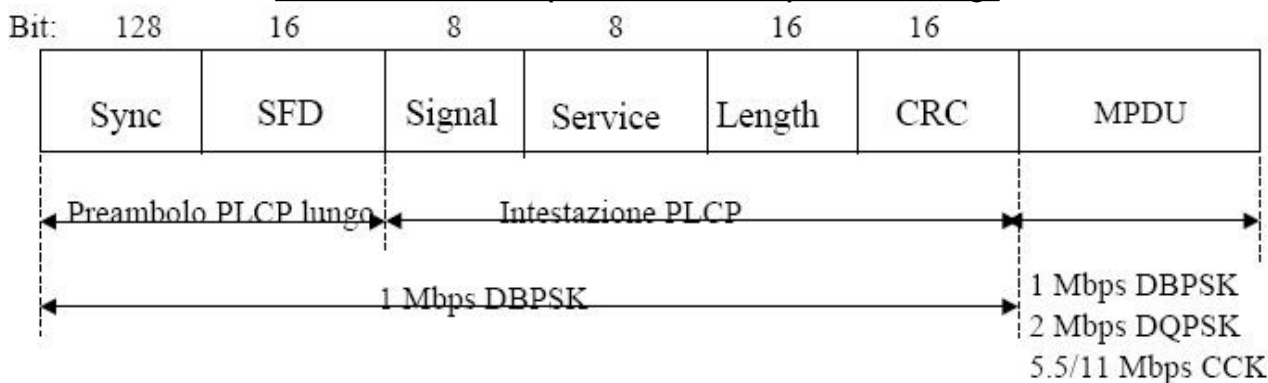 Bit: 128 16 8 8 16 16
Sync SFD Signal Service Length CRC MPDU
Preambolo PLCP lungo Intestazione PLCP
1 Mbps DBPSK
1 Mbps DBPSK
2 Mbps DQPSK
5.5/11 Mbps CCK